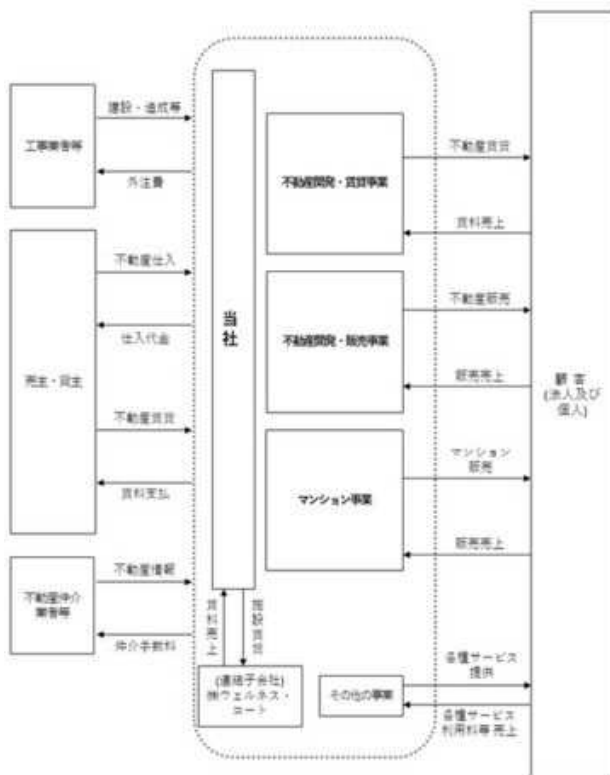 工事業者等
建設・造成等
外注費
売主・貸主
不動産仕入
仕入代金
不動産賃貸
賃料支払
不動産仲介
業者等
不動産情報
仲介手数料
当社
賃料売上
施設賃貸
(連結子会社)
㈱ウェルネス・
コート
不動産開発・賃貸事業
不動産開発・販売事業
マンション事業
その他の事業
不動産賃貸
賃料売上
不動産販売
販売売上
マンション
販売
販売売上
各種サービス
提供
各種サービス
利用料等 売上
顧 客
(法人及び
個人)